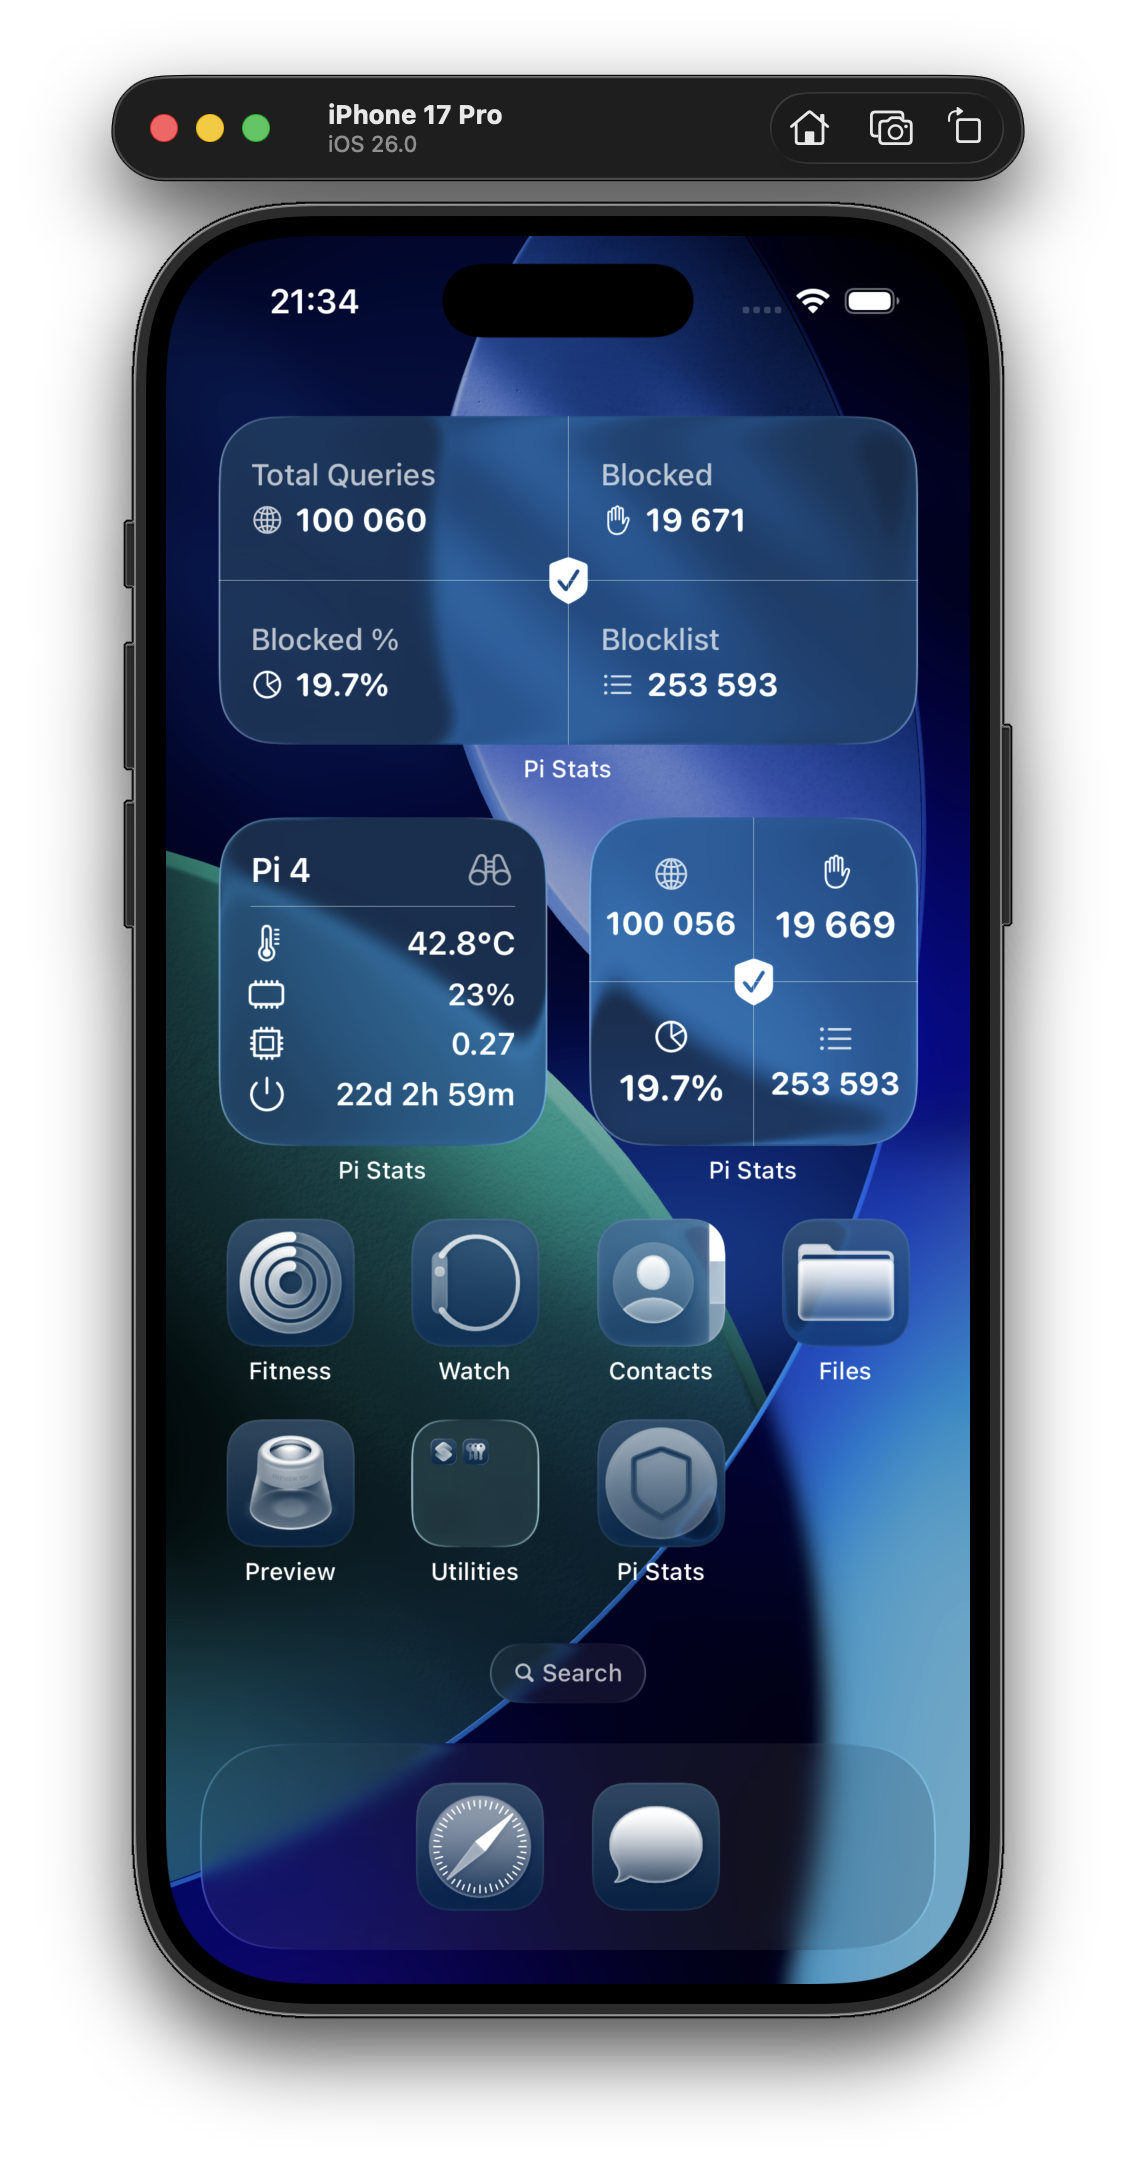 iPhone 17 Pro
iOS 26.0
21:34
Total Queries
100 060
Blocked
19 671
Blocked %
19.7%
Blocklist
253 593
Pi Stats
Pi 4
42.8°C
23%
0.27
22d 2h 59m
Pi Stats
100 056
19 669
19.7%
253 593
Pi Stats
Fitness
Watch
Contacts
Files
Preview
Utilities
Pi Stats
Search